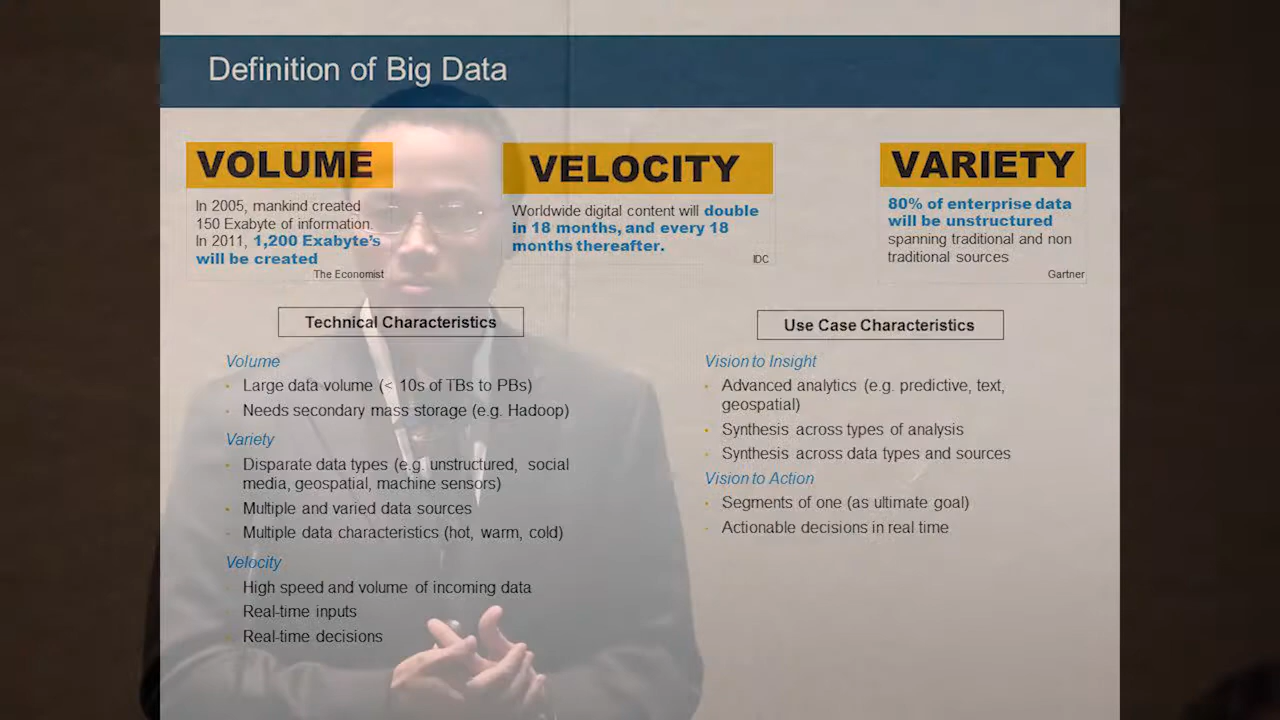 Definition of Big Data
VOLUME
In 2005, mankind created
150 Exabyte of information.
In 2011, 1,200 Exabyte's
will be created
The Economist
VELOCITY
Worldwide digital content will double
in 18 months, and every 18
months thereafter.
IDC
VARIETY
80% of enterprise data
will be unstructured
spanning traditional and non
traditional sources
Gartner
Technical Characteristics
Volume
Large data volume (< 10s of TBs to PBs)
Needs secondary mass storage (e.g. Hadoop)
Variety
Disparate data types (e.g. unstructured, social
media, geospatial, machine sensors)
Multiple and varied data sources
Multiple data characteristics (hot, warm, cold)
Velocity
High speed and volume of incoming data
Real-time inputs
Real-time decisions
Use Case Characteristics
Vision to Insight
Advanced analytics (e.g. predictive, text,
geospatial)
Synthesis across types of analysis
Synthesis across data types and sources
Vision to Action
Segments of one (as ultimate goal)
Actionable decisions in real time